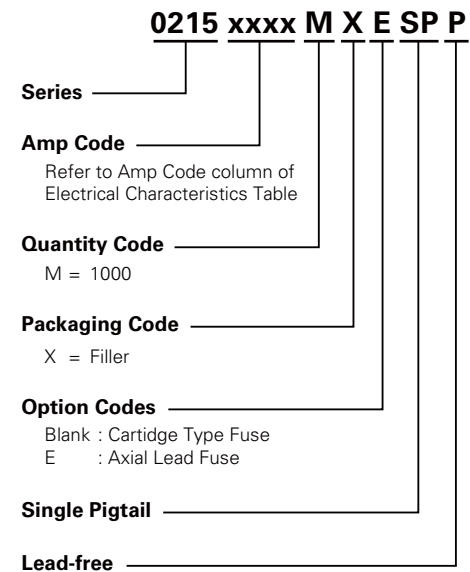 0215 xxxx M X E SP P
Series
Amp Code
Refer to Amp Code column of
Electrical Characteristics Table
Quantity Code
M = 1000
Packaging Code
X = Filler
Option Codes
Blank : Cartidge Type Fuse
E : Axial Lead Fuse
Single Pigtail
Lead-free